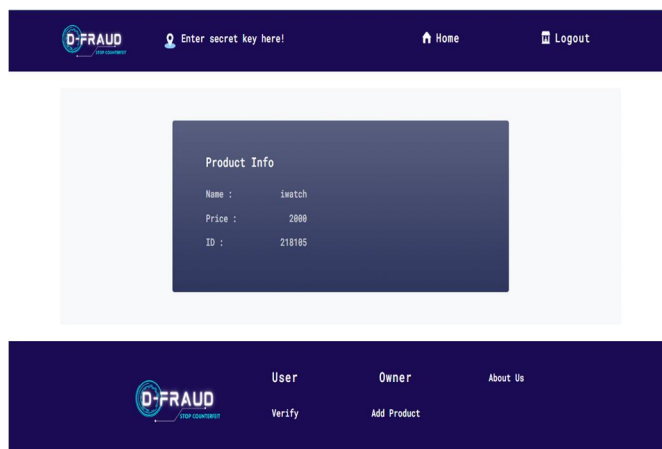 D-FRAUD
STOP COUNTERFEIT
Enter secret key here!
Home
Logout
Product Info
Name : iwatch
Price : 2000
ID : 218105
D-FRAUD
STOP COUNTERFEIT
User Owner About Us
Verify Add Product